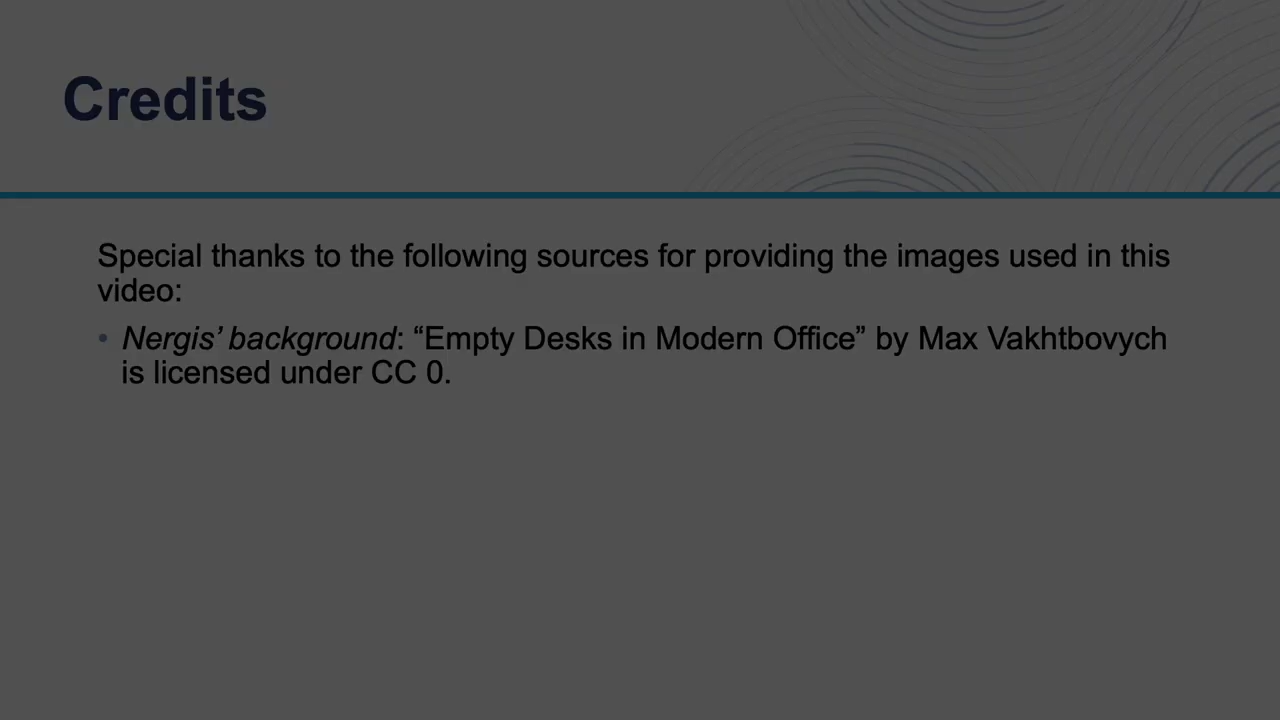 Credits
Special thanks to the following sources for providing the images used in this
video:
• Nergis’ background: “Empty Desks in Modern Office” by Max Vakhtbovych
is licensed under CC 0.